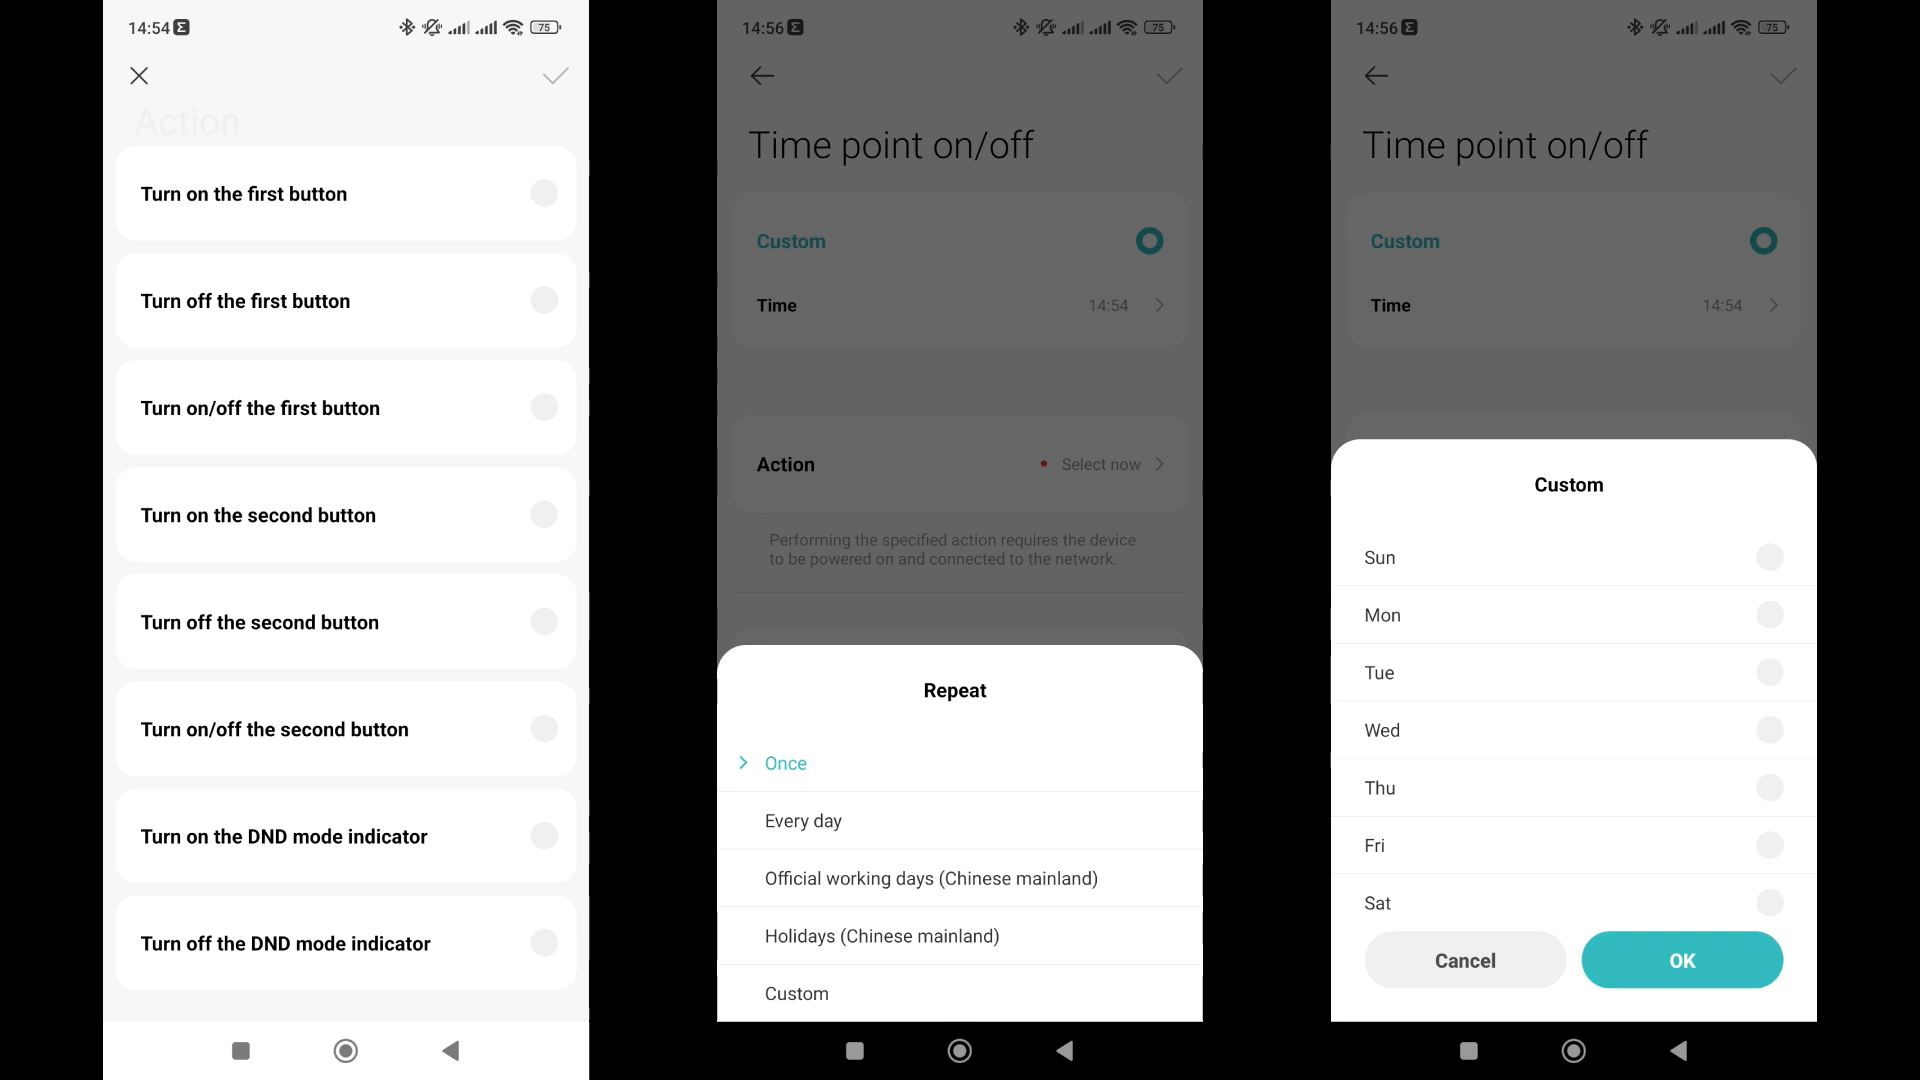 14:54
75
Action
Turn on the first button
Turn off the first button
Turn on/off the first button
Turn on the second button
Turn off the second button
Turn on/off the second button
Turn on the DND mode indicator
Turn off the DND mode indicator
14:56
75
Time point on/off
Custom
Time 14:54
Action Select now
Performing the specified action requires the device
to be powered on and connected to the network.
Repeat
Once
Every day
Official working days (Chinese mainland)
Holidays (Chinese mainland)
Custom
14:56
75
Time point on/off
Custom
Time 14:54
Custom
Sun
Mon
Tue
Wed
Thu
Fri
Sat
Cancel OK